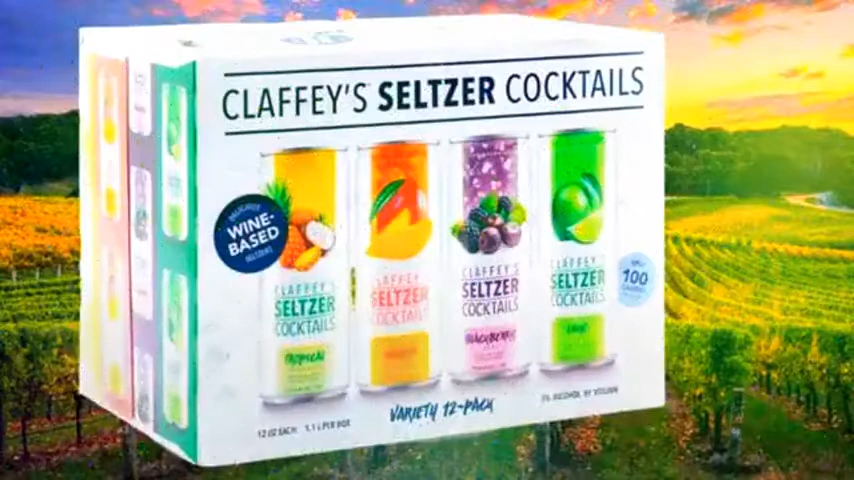 CLAFFEY'S SELTZER COCKTAILS
WINE-
BASED
CLAFFEY'S
SELTZER
COCKTAILS
TROPICAL
CLAFFEY'S
SELTZER
COCKTAILS
CLAFFEY'S
SELTZER
COCKTAILS
BLACKBERRY
CLAFFEY'S
SELTZER
COCKTAILS
LIME
100
12 OZ EACH
VARIETY 12-PACK
5% ALCOHOL BY VOLUME